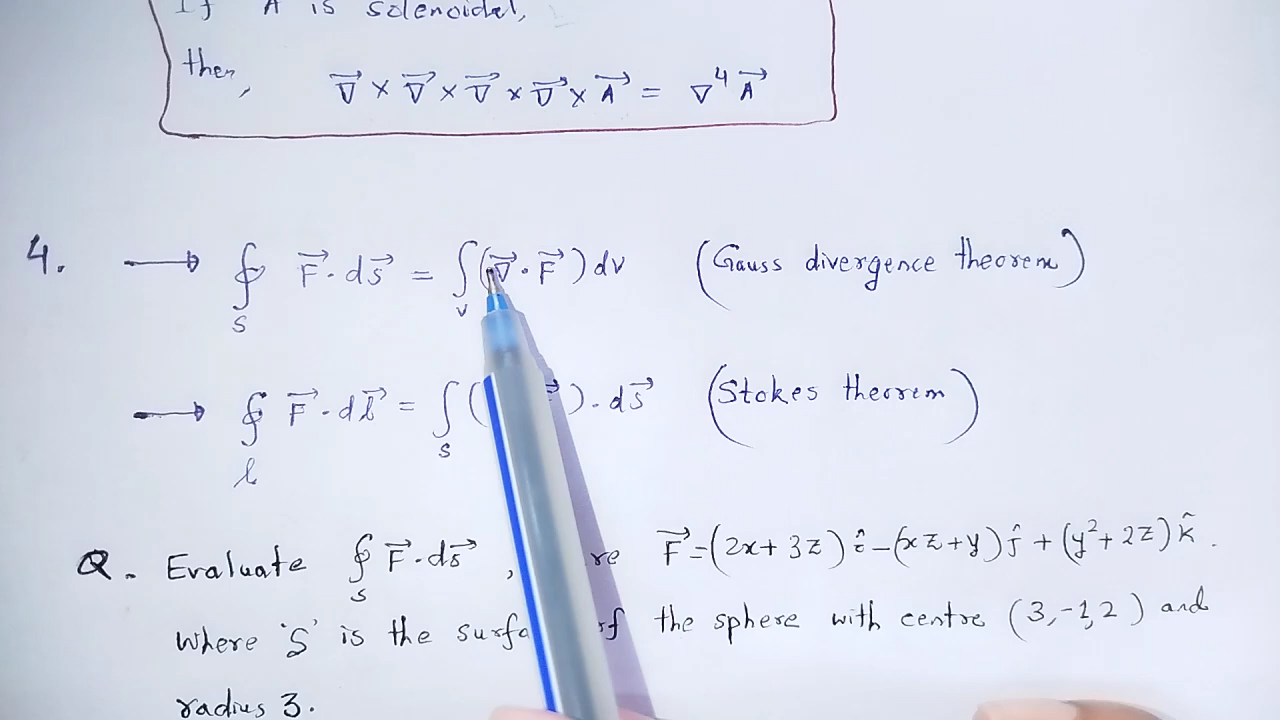 If A is solenoidal,
then, ∇⃗ × ∇⃗ × ∇⃗ × ∇⃗ × A⃗ = ∇⁴ A⃗
4. → ∮_S F⃗ · ds⃗ = ∫_V (∇⃗ · F⃗) dv (Gauss divergence theorem)
→ ∮_l F⃗ · dl⃗ = ∫_S ( ) · ds⃗ (Stokes theorem)
Q. Evaluate ∮_S F⃗ · ds⃗ , F⃗ = (2x + 3z) î − (xz + y) ĵ + (y² + 2z) k̂ .
where 'S' is the the sphere with centre (3, -1, 2) and
radius 3.